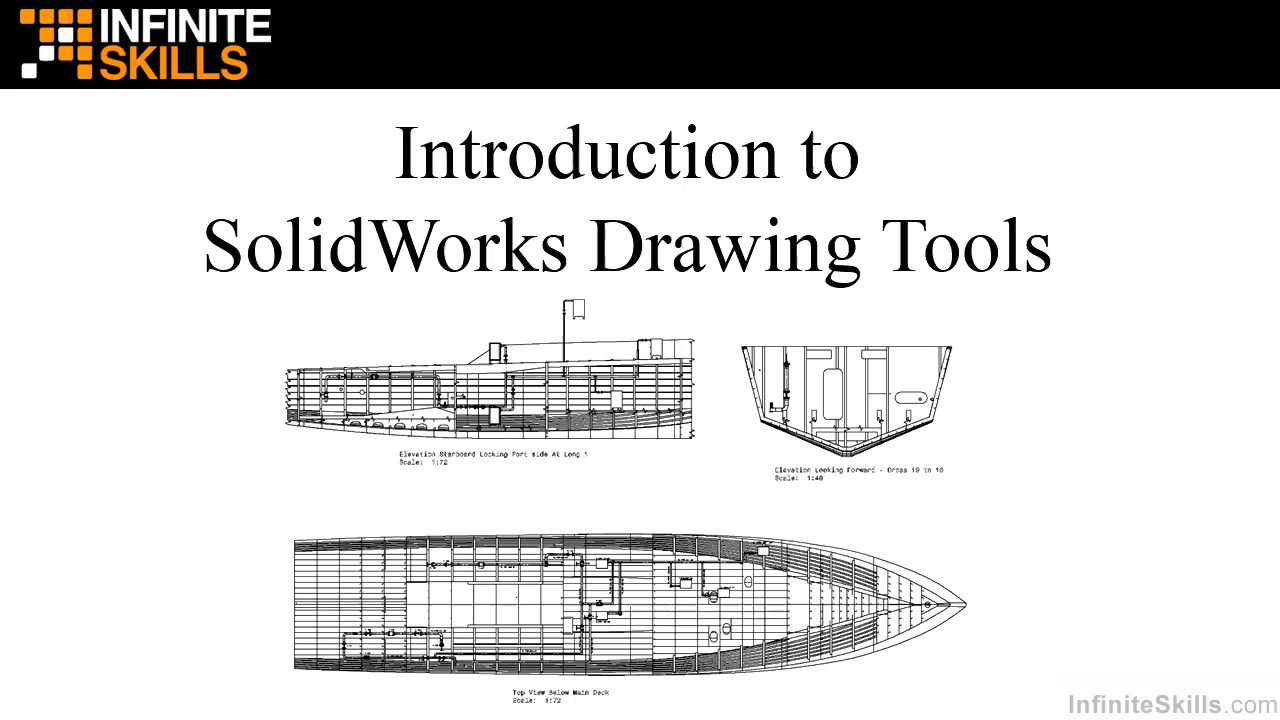 INFINITE
SKILLS
Introduction to
SolidWorks Drawing Tools
Elevation Starboard Looking Port side At Long 1
Scale: 1:72
Elevation Looking Forward - Cross 19 to 18
Scale: 1:48
Top View Below Main Deck
Scale: 1:72
InfiniteSkills.com